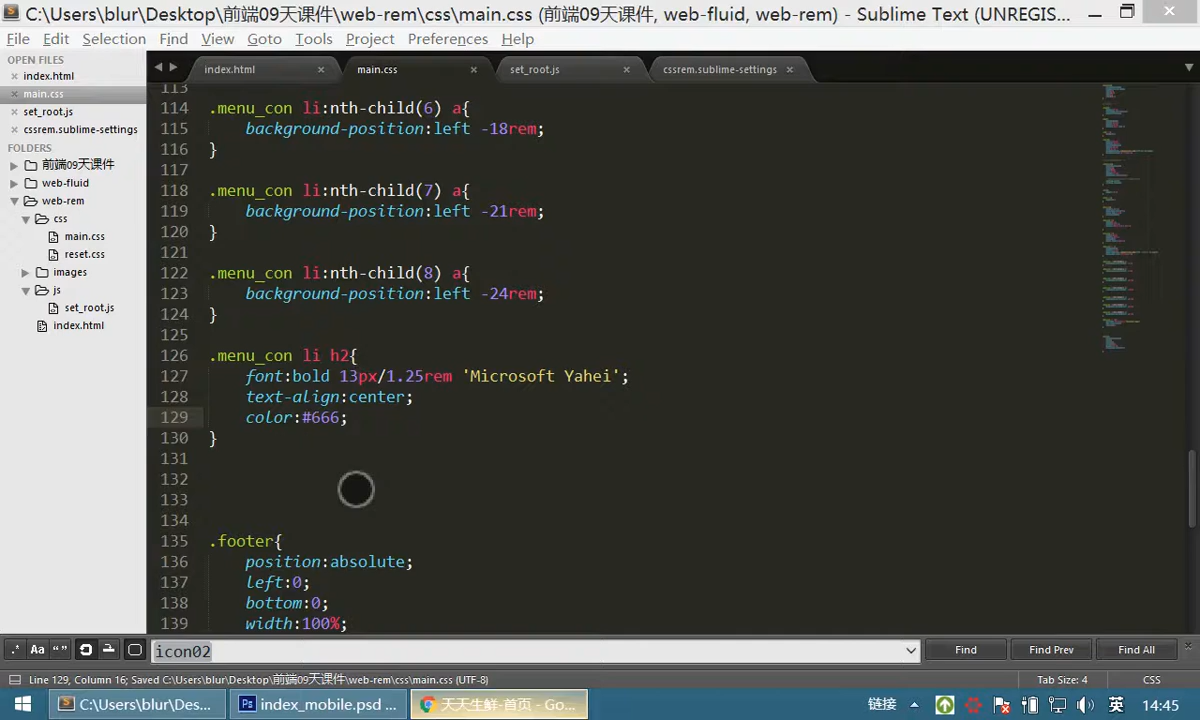 C:\Users\blur\Desktop\前端09天课件\web-rem\css\main.css (前端09天课件, web-fluid, web-rem) - Sublime Text (UNREGIS...
File Edit Selection Find View Goto Tools Project Preferences Help
OPEN FILES
index.html
main.css
set_root.js
cssrem.sublime-settings
FOLDERS
前端09天课件
web-fluid
web-rem
css
main.css
reset.css
images
js
set_root.js
index.html
index.html × main.css × set_root.js × cssrem.sublime-settings ×
113
114 .menu_con li:nth-child(6) a{
115 background-position:left -18rem;
116 }
117
118 .menu_con li:nth-child(7) a{
119 background-position:left -21rem;
120 }
121
122 .menu_con li:nth-child(8) a{
123 background-position:left -24rem;
124 }
125
126 .menu_con li h2{
127 font:bold 13px/1.25rem 'Microsoft Yahei';
128 text-align:center;
129 color:#666;
130 }
131
132
133
134
135 .footer{
136 position:absolute;
137 left:0;
138 bottom:0;
139 width:100%;
.* Aa “ ” icon02 Find Find Prev Find All
Line 129, Column 16; Saved C:\Users\blur\Desktop\前端09天课件\web-rem\css\main.css (UTF-8) Tab Size: 4 CSS
C:\Users\blur\Des... Ps index_mobile.psd ... 天天生鲜-首页 - Go... 链接 英 14:45